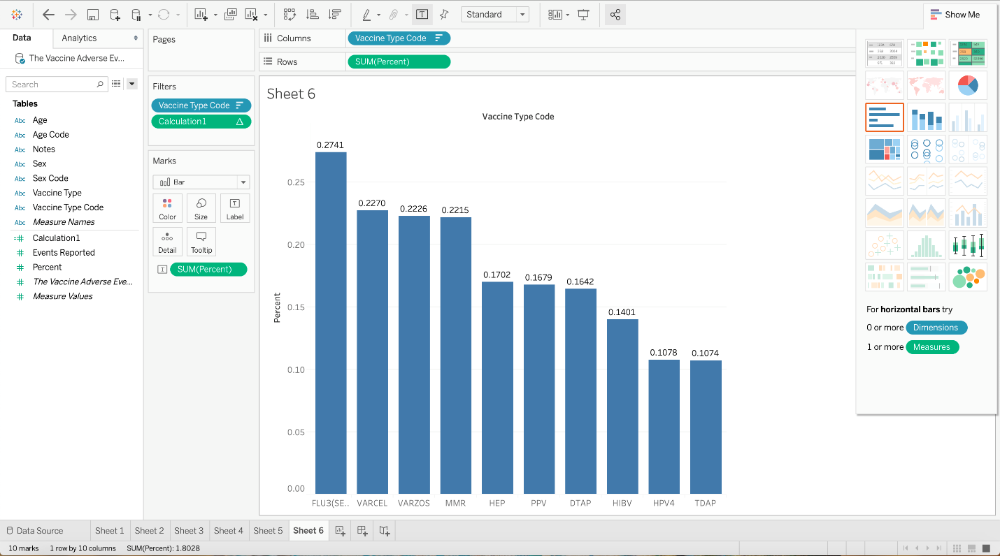 Standard
Show Me
Data
Analytics
The Vaccine Adverse Ev...
Search
Tables
Abc Age
Abc Age Code
Abc Notes
Abc Sex
Abc Sex Code
Abc Vaccine Type
Abc Vaccine Type Code
Abc Measure Names
=# Calculation1
# Events Reported
# Percent
# The Vaccine Adverse Eve...
# Measure Values
Pages
Filters
Vaccine Type Code
Calculation1
Marks
Bar
Color
Size
T
Label
Detail
Tooltip
T SUM(Percent)
Columns
Vaccine Type Code
Rows
SUM(Percent)
Sheet 6
Vaccine Type Code
Percent
0.25
0.20
0.15
0.10
0.05
0.00
0.2741
0.2270
0.2226
0.2215
0.1702
0.1679
0.1642
0.1401
0.1078
0.1074
FLU3(SE..
VARCEL
VARZOS
MMR
HEP
PPV
DTAP
HIBV
HPV4
TDAP
For horizontal bars try
0 or more Dimensions
1 or more Measures
Data Source
Sheet 1
Sheet 2
Sheet 3
Sheet 4
Sheet 5
Sheet 6
10 marks
1 row by 10 columns
SUM(Percent): 1.8028